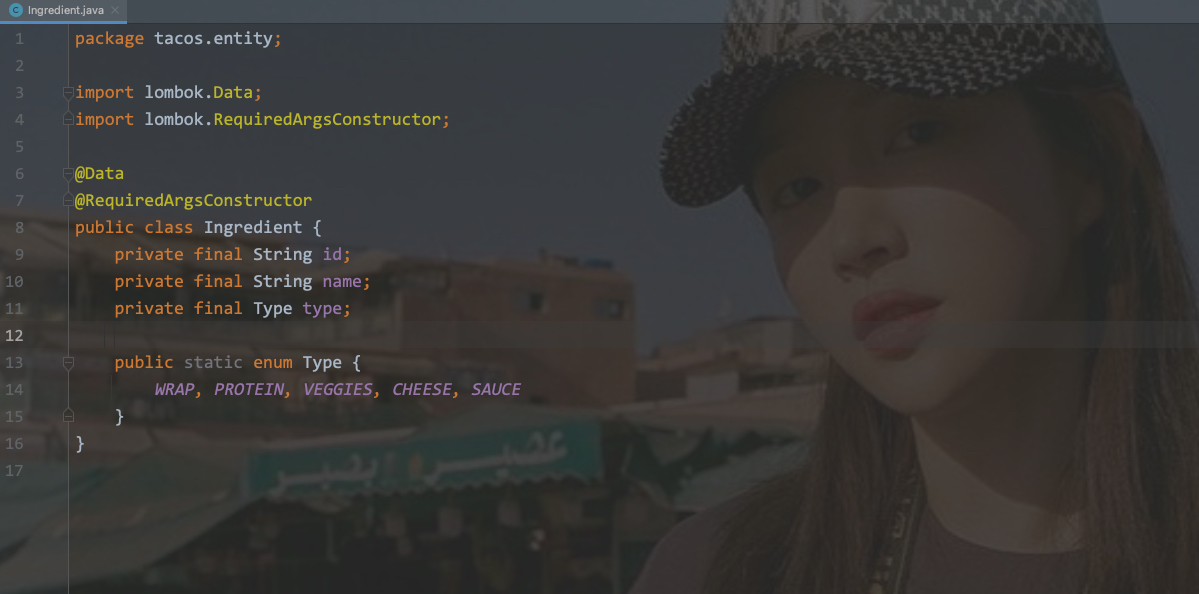 Ingredient.java
1 package tacos.entity;
2
3 import lombok.Data;
4 import lombok.RequiredArgsConstructor;
5
6 @Data
7 @RequiredArgsConstructor
8 public class Ingredient {
9 private final String id;
10 private final String name;
11 private final Type type;
12
13 public static enum Type {
14 WRAP, PROTEIN, VEGGIES, CHEESE, SAUCE
15 }
16 }
17
عصير بصير